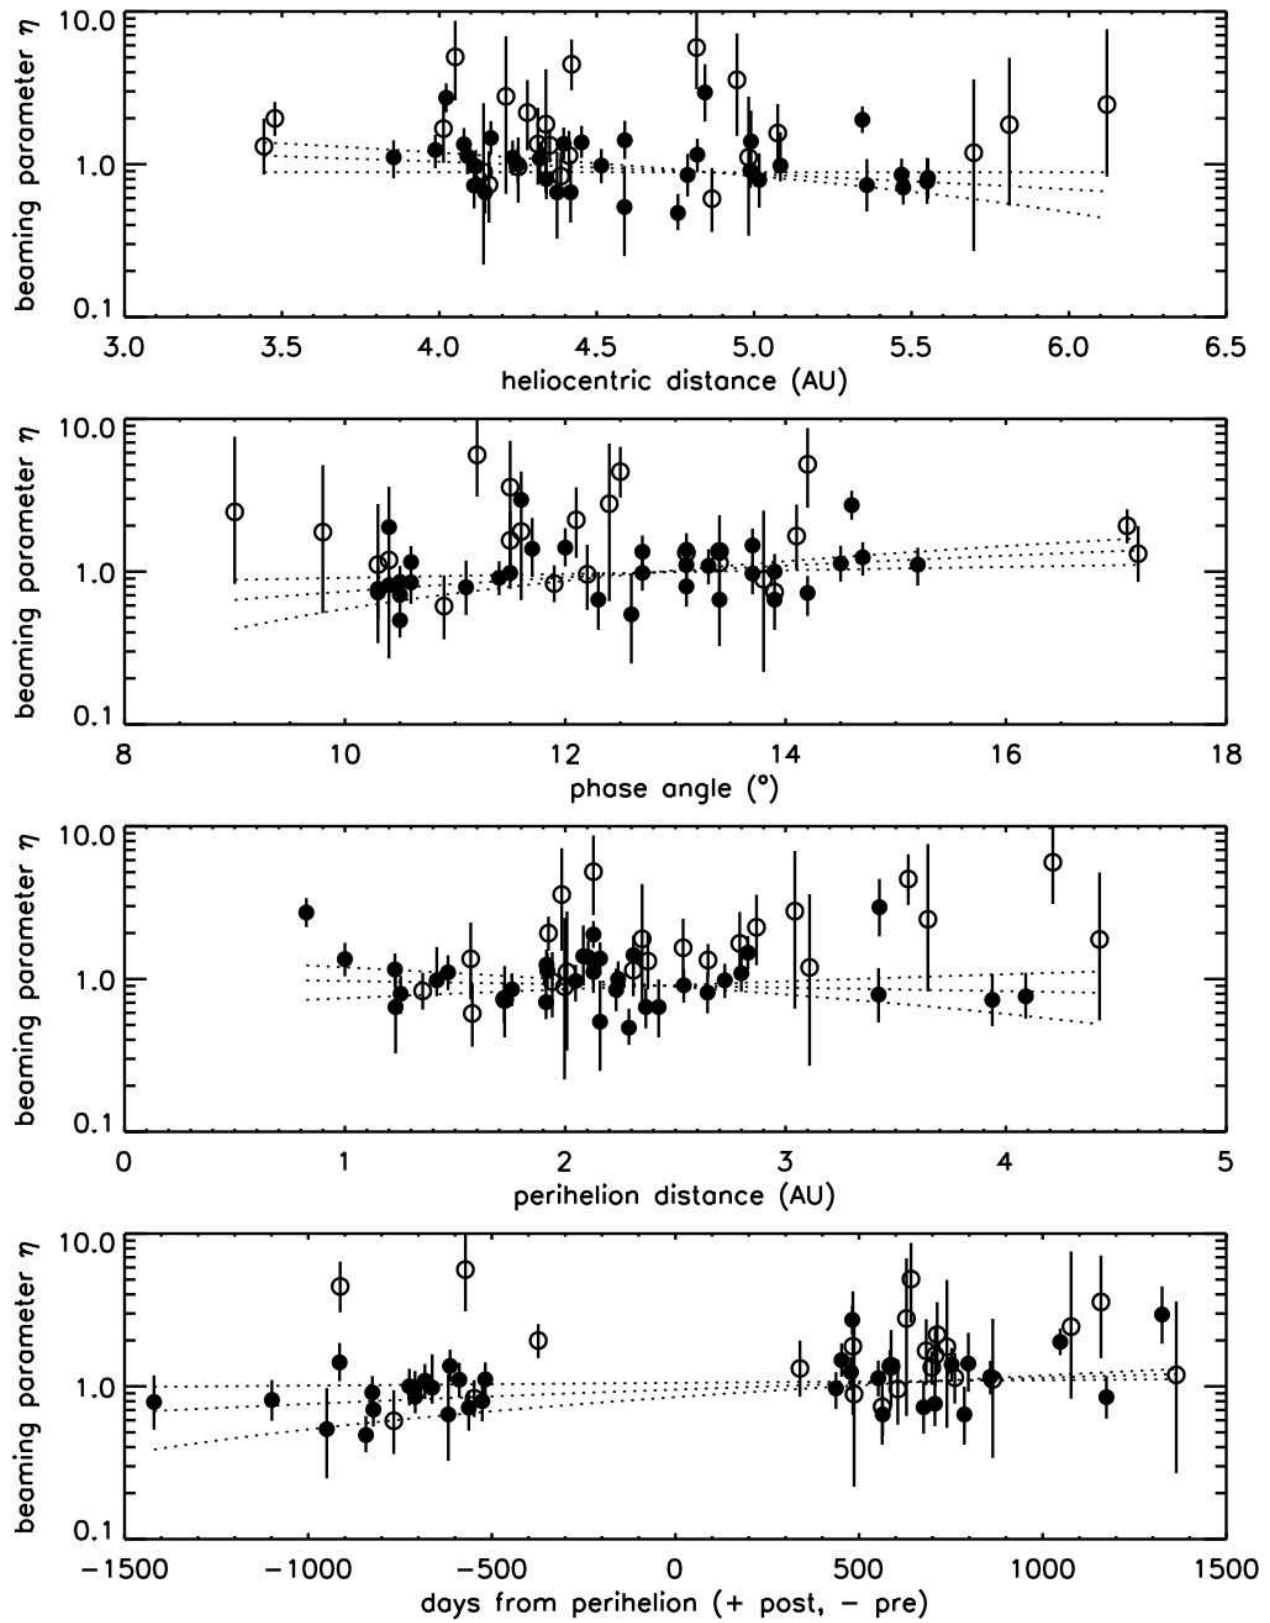 beaming parameter η
10.0
1.0
0.1
3.0 3.5 4.0 4.5 5.0 5.5 6.0 6.5
heliocentric distance (AU)
beaming parameter η
10.0
1.0
0.1
8 10 12 14 16 18
phase angle (°)
beaming parameter η
10.0
1.0
0.1
0 1 2 3 4 5
perihelion distance (AU)
beaming parameter η
10.0
1.0
0.1
−1500 −1000 −500 0 500 1000 1500
days from perihelion (+ post, − pre)